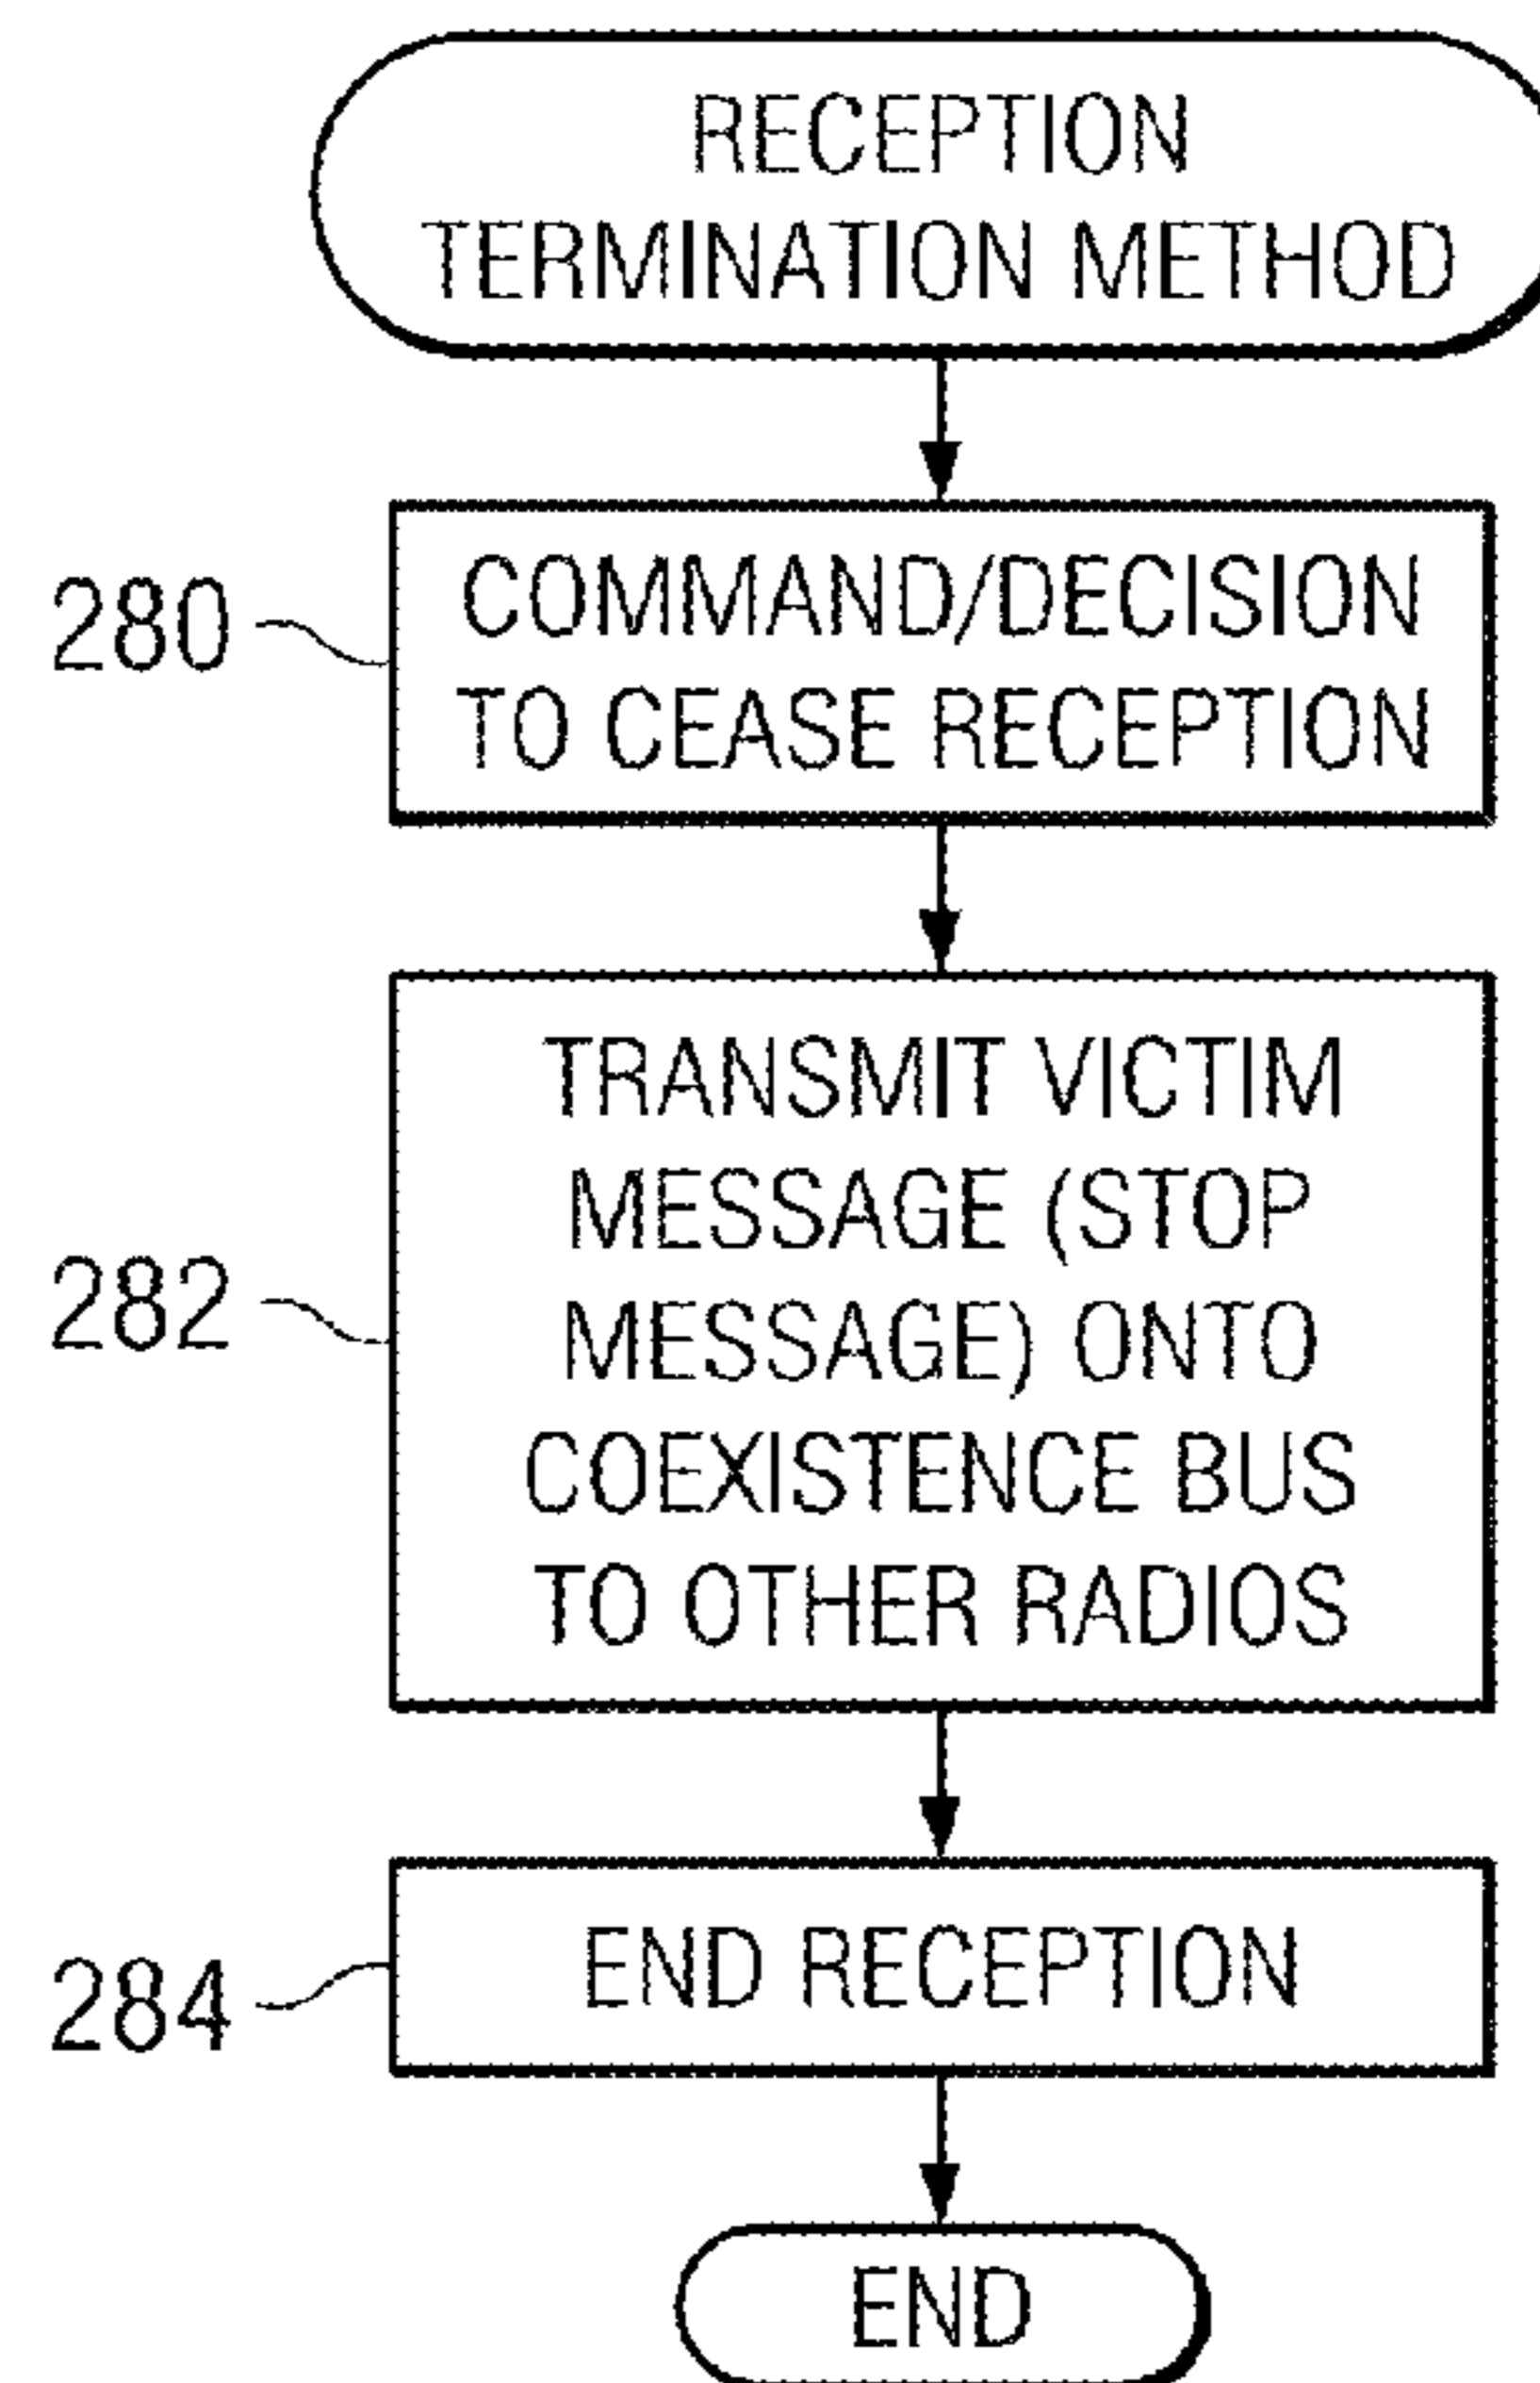 RECEPTION
TERMINATION METHOD
280
COMMAND/DECISION
TO CEASE RECEPTION
282
TRANSMIT VICTIM
MESSAGE (STOP
MESSAGE) ONTO
COEXISTENCE BUS
TO OTHER RADIOS
284
END RECEPTION
END